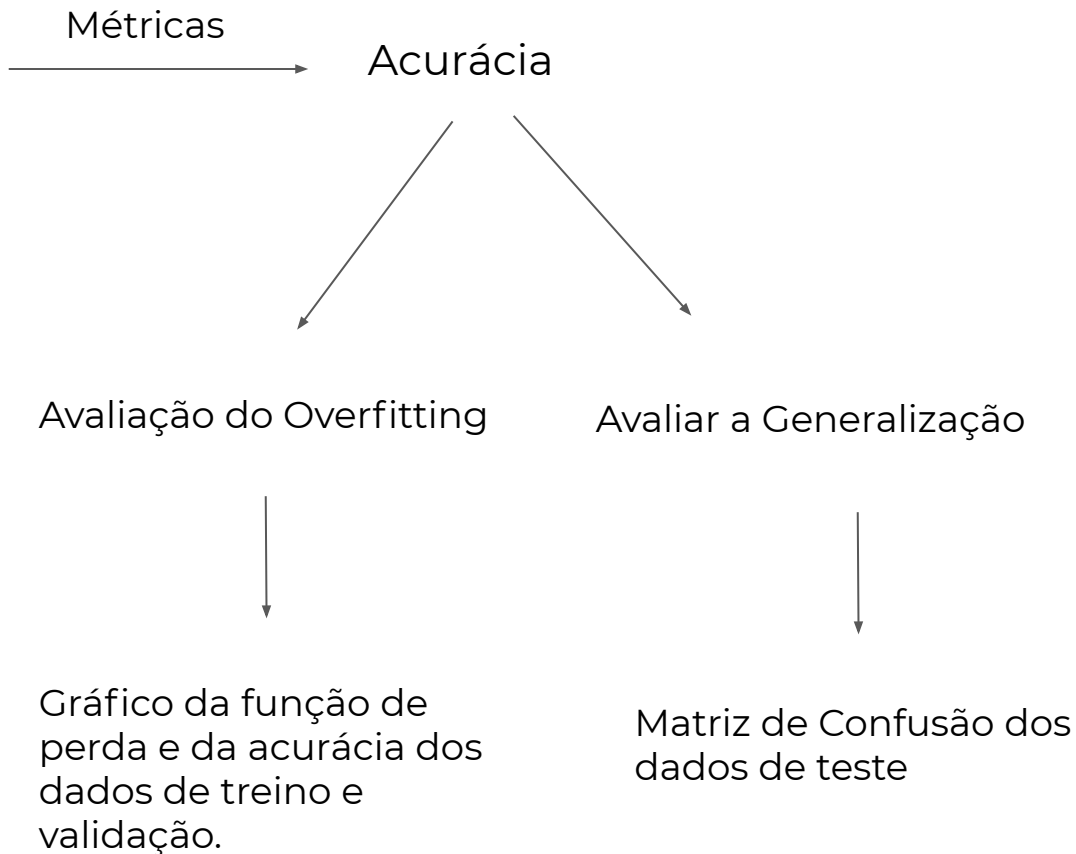 Métricas
Acurácia
Avaliação do Overfitting
Avaliar a Generalização
Gráfico da função de
perda e da acurácia dos
dados de treino e
validação.
Matriz de Confusão dos
dados de teste